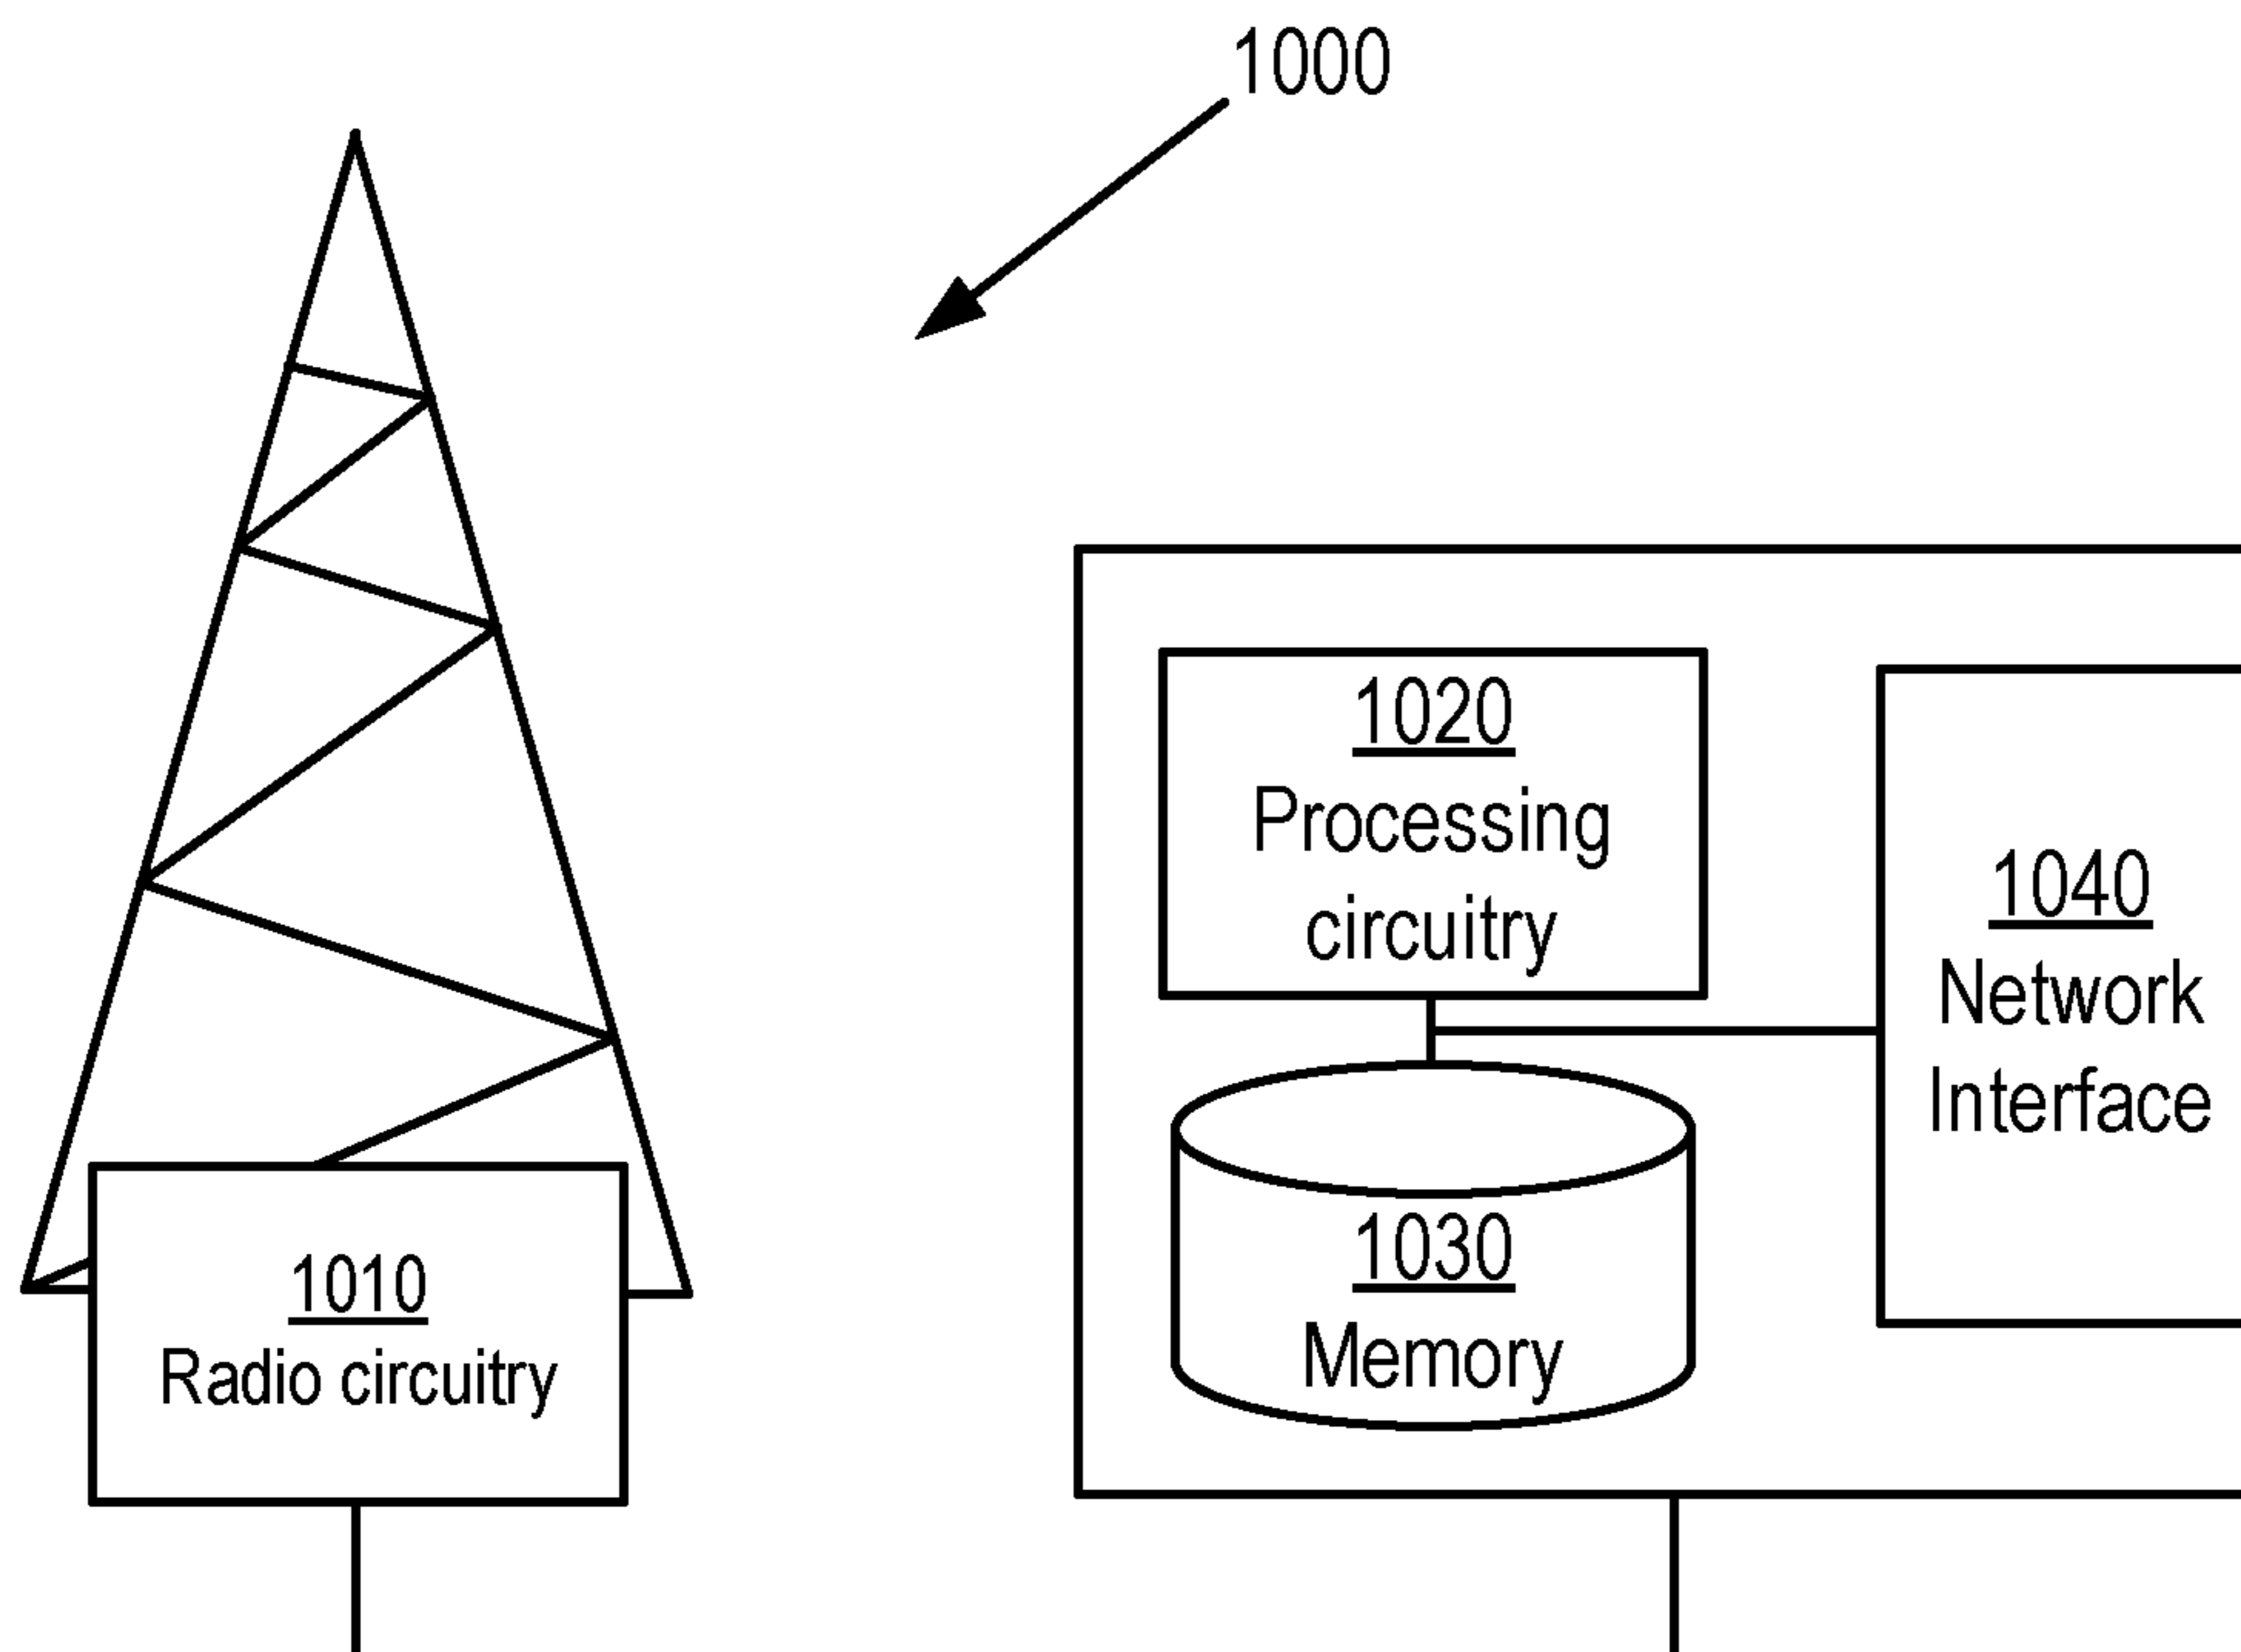 1000
1020
Processing
circuitry
1040
Network
Interface
1030
Memory
1010
Radio circuitry